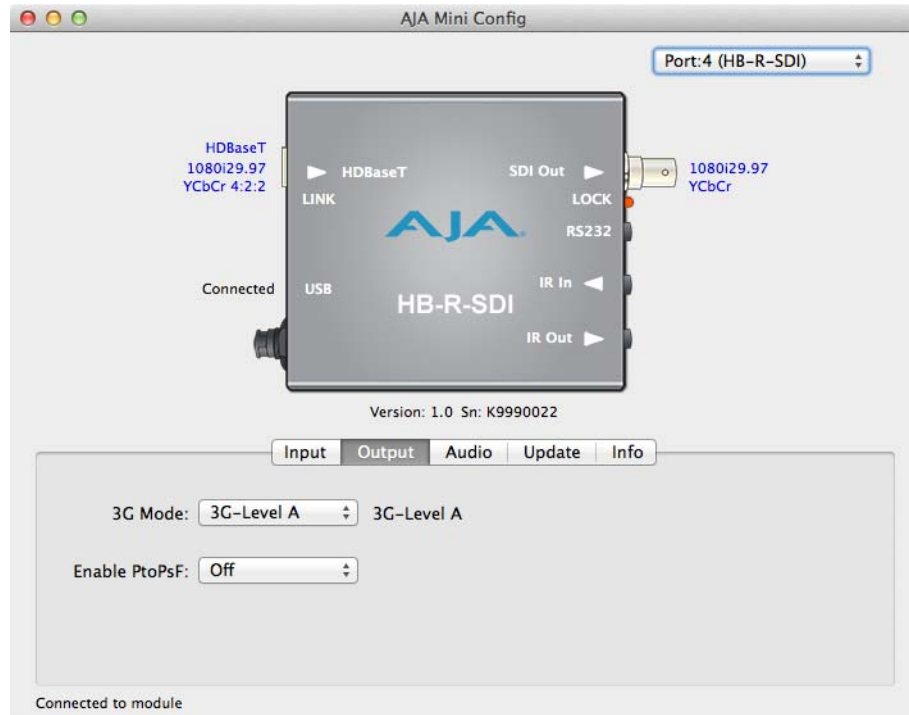 AJA Mini Config
Port:4 (HB-R-SDI)
HDBaseT
1080i29.97
YCbCr 4:2:2
HDBaseT
LINK
SDI Out
LOCK
1080i29.97
YCbCr
AJA
RS232
Connected
USB
IR In
HB-R-SDI
IR Out
Version: 1.0 Sn: K9990022
Input Output Audio Update Info
3G Mode: 3G-Level A 3G-Level A
Enable PtoPsF: Off
Connected to module